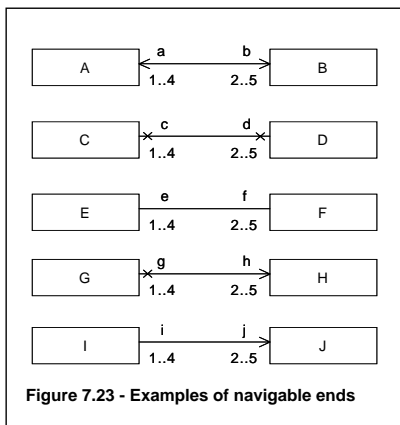 a b
A B
1..4 2..5
c d
C D
1..4 2..5
e f
E F
1..4 2..5
g h
G H
1..4 2..5
i j
I J
1..4 2..5
Figure 7.23 - Examples of navigable ends